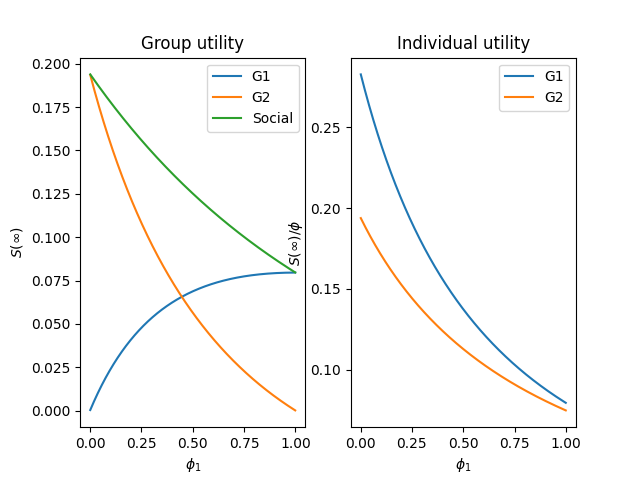 Group utility
G1
G2
Social
0.200
0.175
0.150
0.125
0.100
0.075
0.050
0.025
0.000
S(∞)
0.00
0.25
0.50
0.75
1.00
ϕ₁
Individual utility
G1
G2
0.25
0.20
0.15
0.10
S(∞)/ϕ
0.00
0.25
0.50
0.75
1.00
ϕ₁